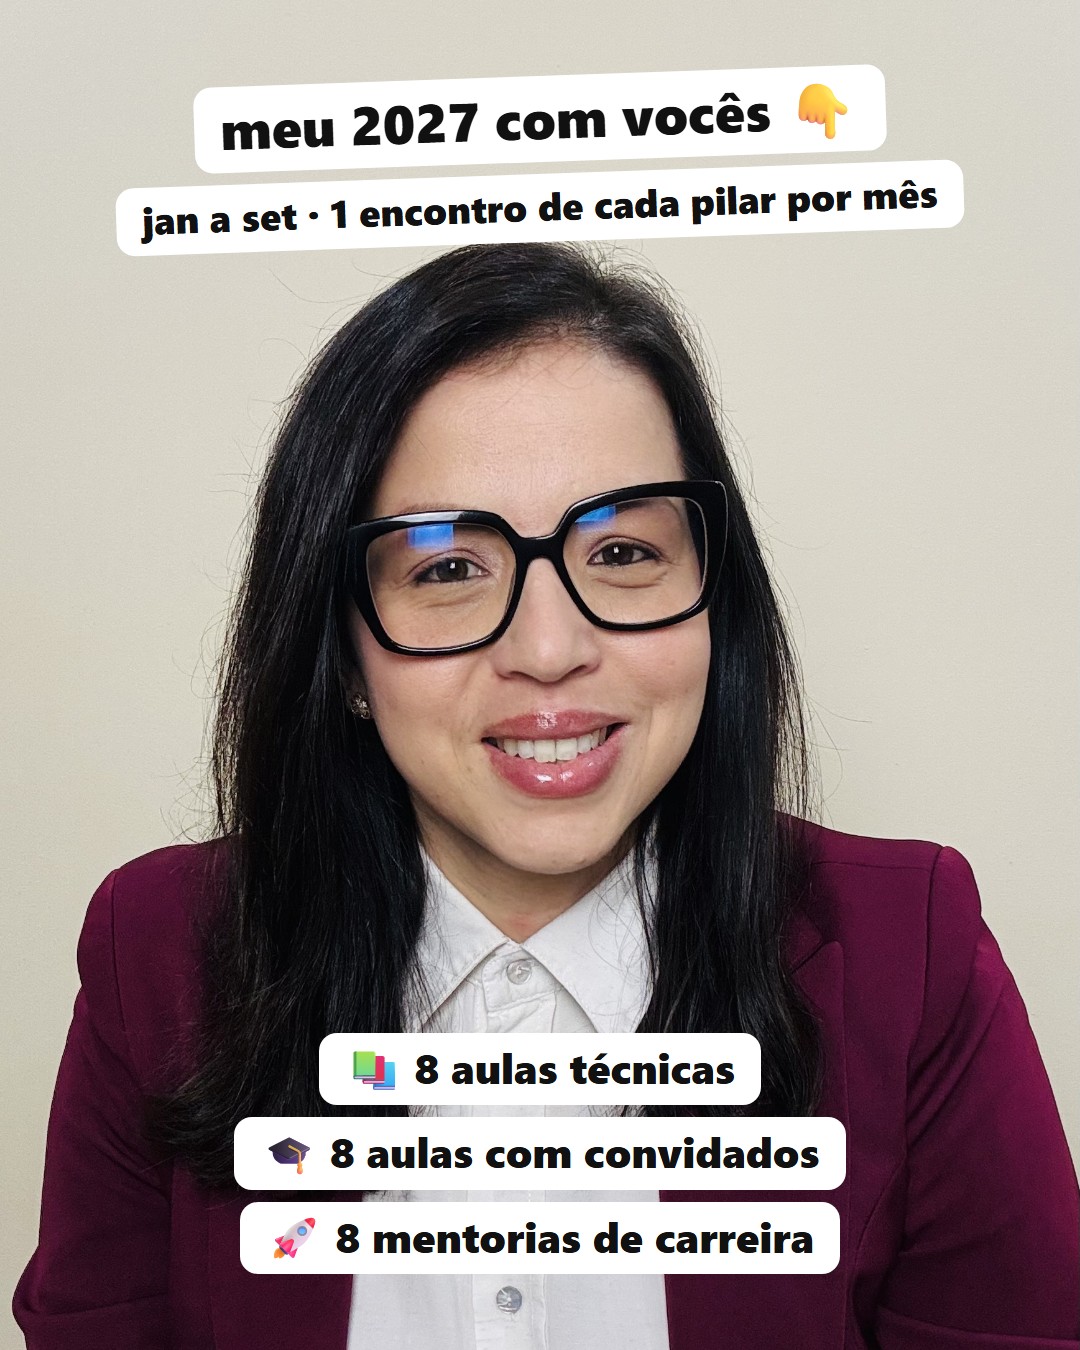 meu 2027 com vocês 👇
jan a set · 1 encontro de cada pilar por mês
📚 8 aulas técnicas
🎓 8 aulas com convidados
🚀 8 mentorias de carreira